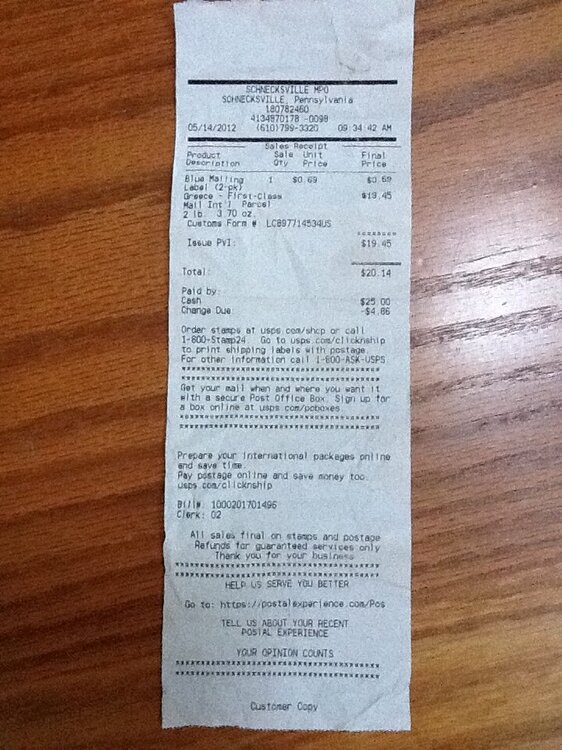 SCHNECKSVILLE MPO
SCHNECKSVILLE, Pennsylvania
180782460
4134870178 -0098
05/14/2012 (610)799-3320 09:34:42 AM
Sales Receipt
Product Sale Unit Final
Description Qty Price Price
Blue Mailing 1 $0.69 $0.69
Label (2-pk)
Greece - First-Class $19.45
Mail Int'l Parcel
2 lb. 3.70 oz.
Customs Form #: LC897714534US
========
Issue PVI: $19.45
Total: $20.14
Paid by:
Cash $25.00
Change Due -$4.86
Order stamps at usps.com/shop or call
1-800-Stamp24. Go to usps.com/clicknship
to print shipping labels with postage.
For other information call 1-800-ASK-USPS
Get your mail when and where you want it
with a secure Post Office Box. Sign up for
a box online at usps.com/poboxes
Prepare your international packages online
and save time.
Pay postage online and save money too.
usps.com/clicknship
Bill#: 1000201701496
Clerk: 02
All sales final on stamps and postage
Refunds for guaranteed services only
Thank you for your business
HELP US SERVE YOU BETTER
Go to: https://postalexperience.com/Pos
TELL US ABOUT YOUR RECENT
POSTAL EXPERIENCE
YOUR OPINION COUNTS
Customer Copy